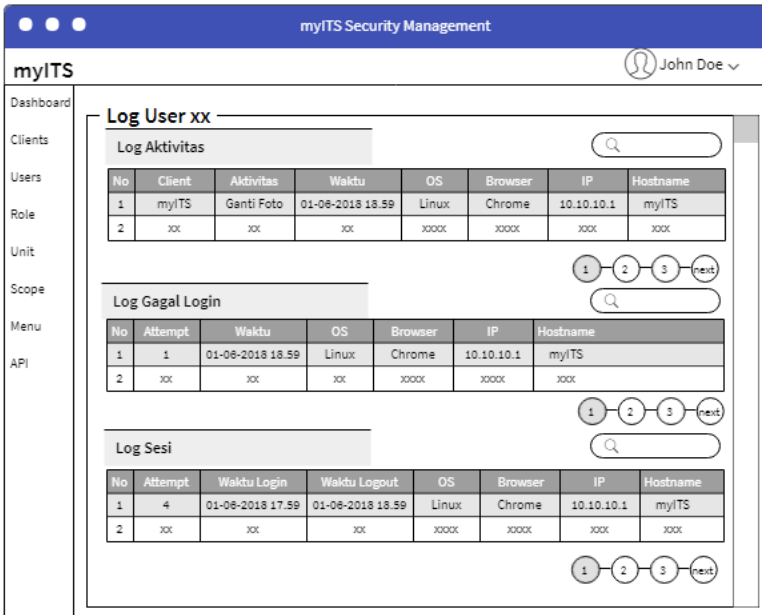 myITS Security Management
myITS
John Doe
Dashboard
Clients
Users
Role
Unit
Scope
Menu
API
Log User xx
Log Aktivitas
No Client Aktivitas Waktu OS Browser IP Hostname
1 myITS Ganti Foto 01-06-2018 18.59 Linux Chrome 10.10.10.1 myITS
2 xx xx xx xxxx xxxx xxx xxx
1 2 3 next
Log Gagal Login
No Attempt Waktu OS Browser IP Hostname
1 1 01-06-2018 18.59 Linux Chrome 10.10.10.1 myITS
2 xx xx xx xxxx xxxx xxx
1 2 3 next
Log Sesi
No Attempt Waktu Login Waktu Logout OS Browser IP Hostname
1 4 01-06-2018 17.59 01-06-2018 18.59 Linux Chrome 10.10.10.1 myITS
2 xx xx xx xxxx xxxx xxx xxx
1 2 3 next